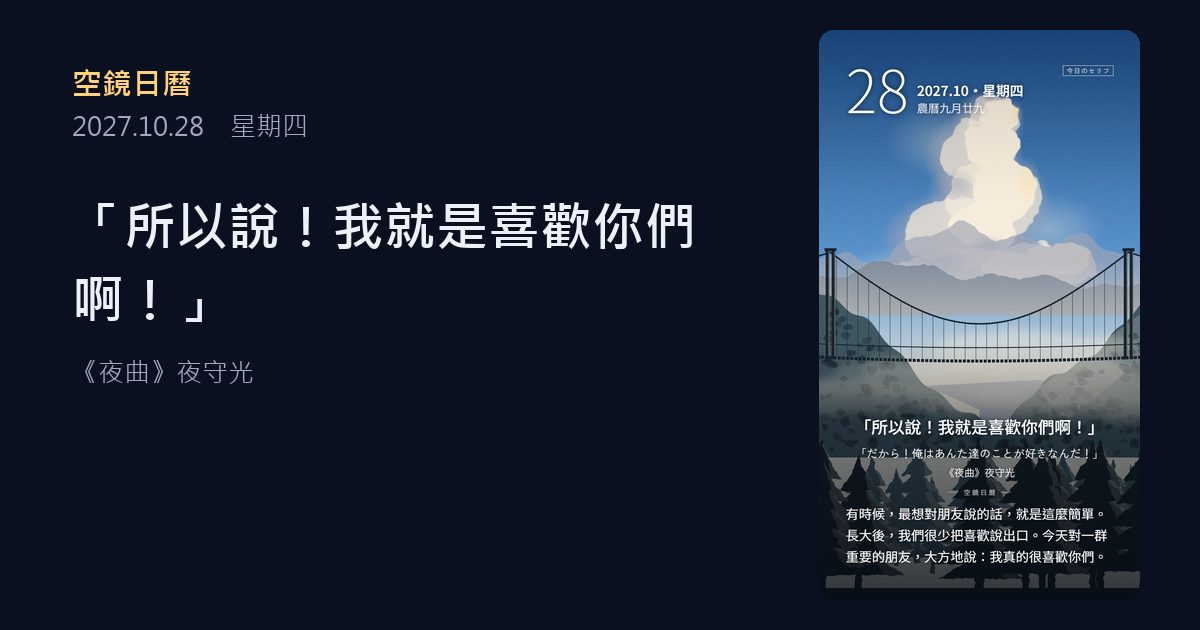 空鏡日曆
2027.10.28 星期四
「所以說！我就是喜歡你們
啊！」
《夜曲》夜守光
28
2027.10・星期四
農曆九月廿九
今日のセリフ
「所以說！我就是喜歡你們啊！」
「だから！俺はあんた達のことが好きなんだ！」
《夜曲》夜守光
空鏡日曆
有時候，最想對朋友說的話，就是這麼簡單。
長大後，我們很少把喜歡說出口。今天對一群
重要的朋友，大方地說：我真的很喜歡你們。